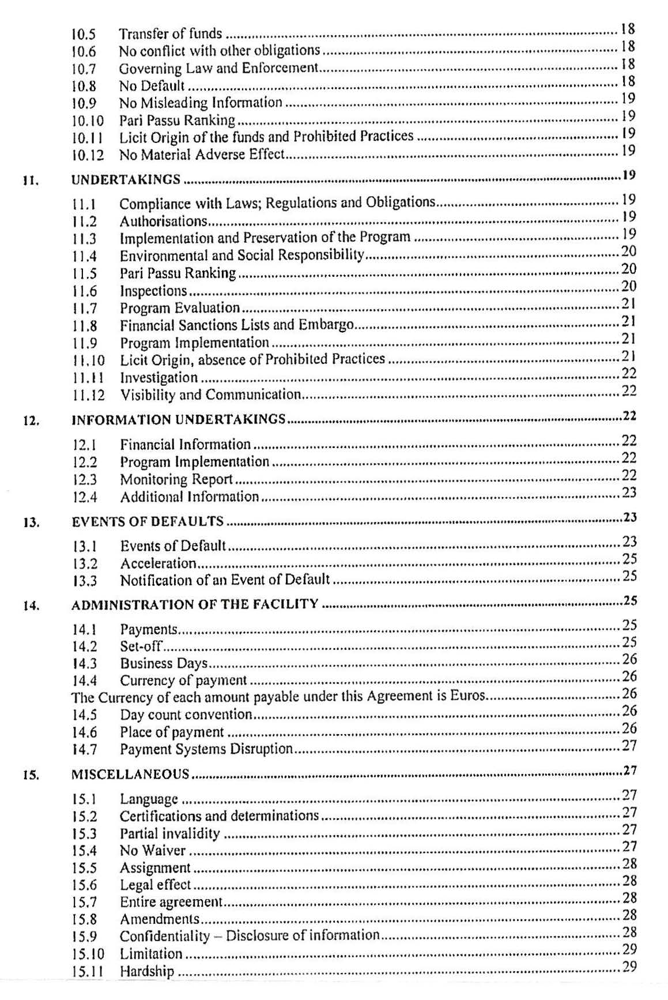 10.5 Transfer of funds ........ 18
10.6 No conflict with other obligations ........ 18
10.7 Governing Law and Enforcement ........ 18
10.8 No Default ........ 18
10.9 No Misleading Information ........ 19
10.10 Pari Passu Ranking ........ 19
10.11 Licit Origin of the funds and Prohibited Practices ........ 19
10.12 No Material Adverse Effect ........ 19
11. UNDERTAKINGS ........ 19
11.1 Compliance with Laws; Regulations and Obligations ........ 19
11.2 Authorisations ........ 19
11.3 Implementation and Preservation of the Program ........ 19
11.4 Environmental and Social Responsibility ........ 20
11.5 Pari Passu Ranking ........ 20
11.6 Inspections ........ 20
11.7 Program Evaluation ........ 21
11.8 Financial Sanctions Lists and Embargo ........ 21
11.9 Program Implementation ........ 21
11.10 Licit Origin, absence of Prohibited Practices ........ 21
11.11 Investigation ........ 22
11.12 Visibility and Communication ........ 22
12. INFORMATION UNDERTAKINGS ........ 22
12.1 Financial Information ........ 22
12.2 Program Implementation ........ 22
12.3 Monitoring Report ........ 22
12.4 Additional Information ........ 23
13. EVENTS OF DEFAULTS ........ 23
13.1 Events of Default ........ 23
13.2 Acceleration ........ 25
13.3 Notification of an Event of Default ........ 25
14. ADMINISTRATION OF THE FACILITY ........ 25
14.1 Payments ........ 25
14.2 Set-off ........ 25
14.3 Business Days ........ 26
14.4 Currency of payment ........ 26
The Currency of each amount payable under this Agreement is Euros ........ 26
14.5 Day count convention ........ 26
14.6 Place of payment ........ 26
14.7 Payment Systems Disruption ........ 27
15. MISCELLANEOUS ........ 27
15.1 Language ........ 27
15.2 Certifications and determinations ........ 27
15.3 Partial invalidity ........ 27
15.4 No Waiver ........ 27
15.5 Assignment ........ 28
15.6 Legal effect ........ 28
15.7 Entire agreement ........ 28
15.8 Amendments ........ 28
15.9 Confidentiality – Disclosure of information ........ 28
15.10 Limitation ........ 29
15.11 Hardship ........ 29